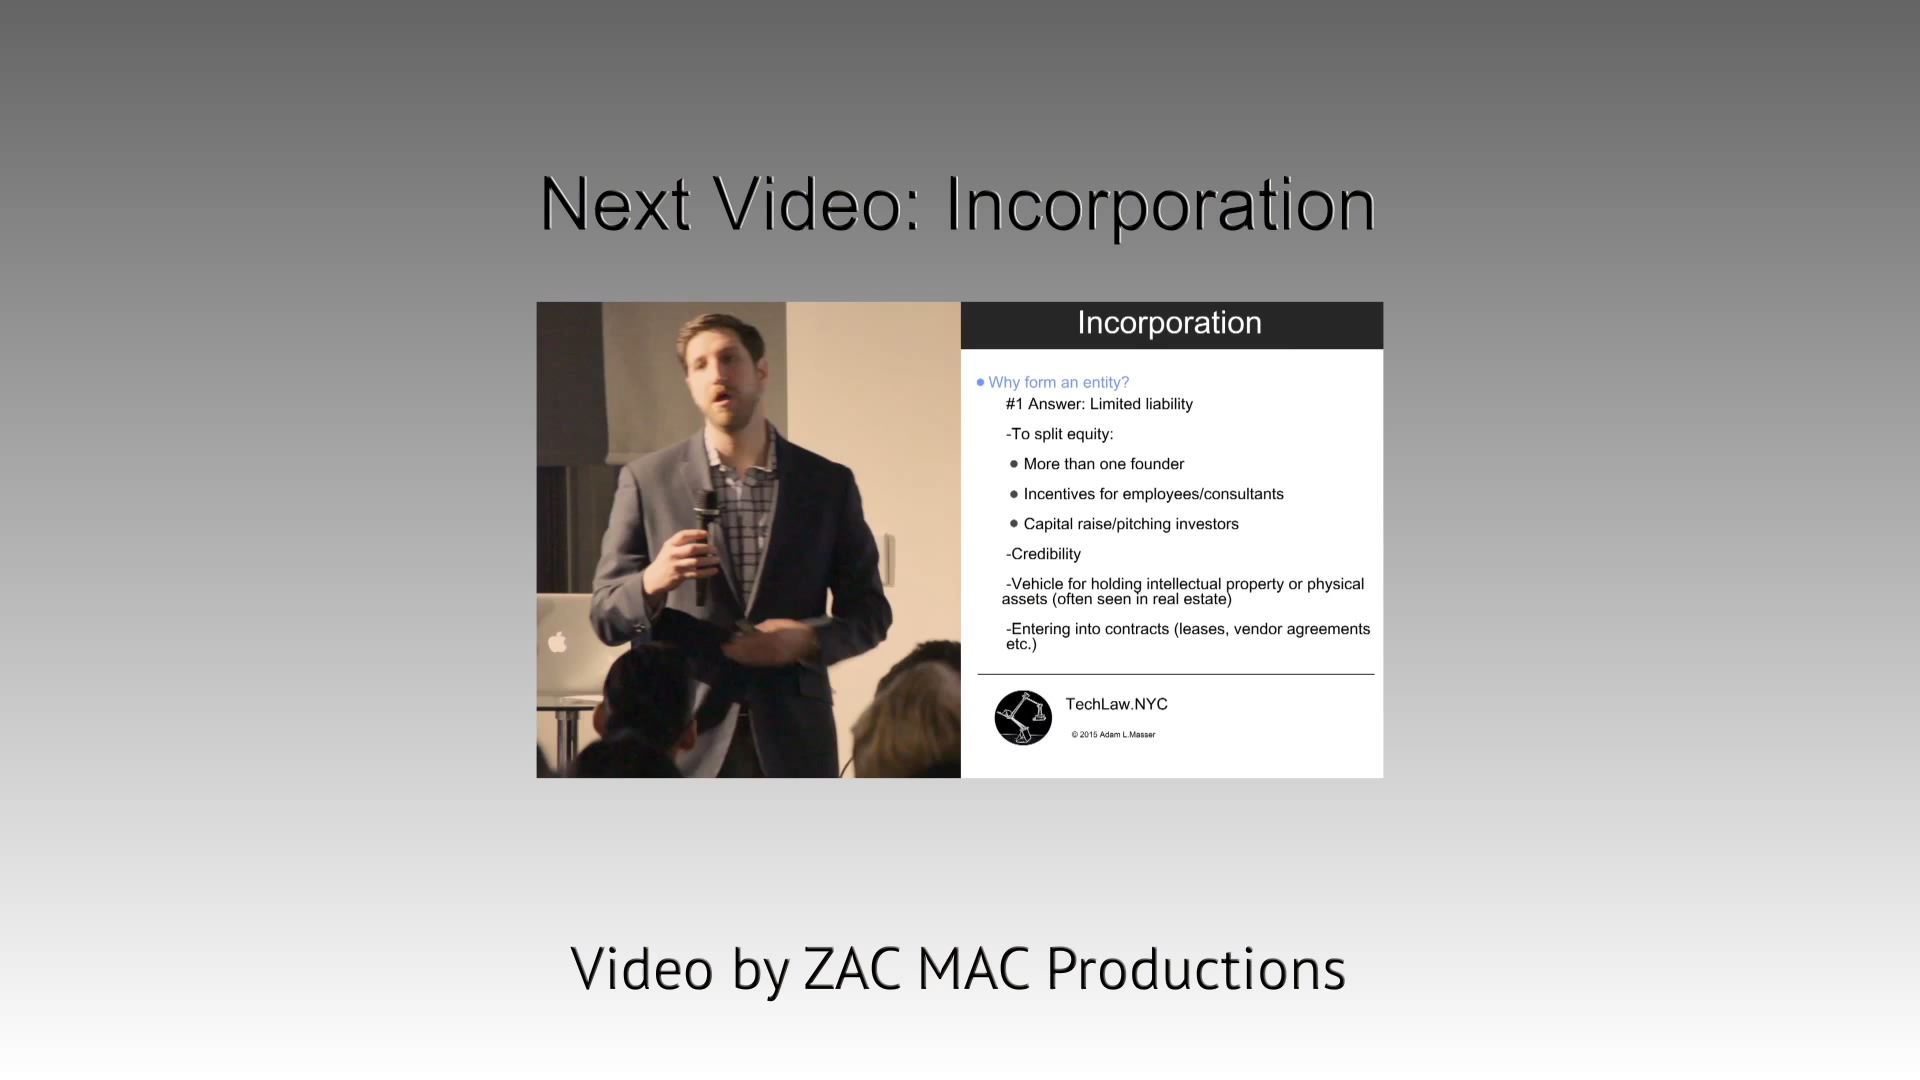 Next Video: Incorporation
Incorporation
● Why form an entity?
#1 Answer: Limited liability
-To split equity:
● More than one founder
● Incentives for employees/consultants
● Capital raise/pitching investors
-Credibility
-Vehicle for holding intellectual property or physical
assets (often seen in real estate)
-Entering into contracts (leases, vendor agreements
etc.)
TechLaw.NYC
© 2015 Adam L.Masser
Video by ZAC MAC Productions